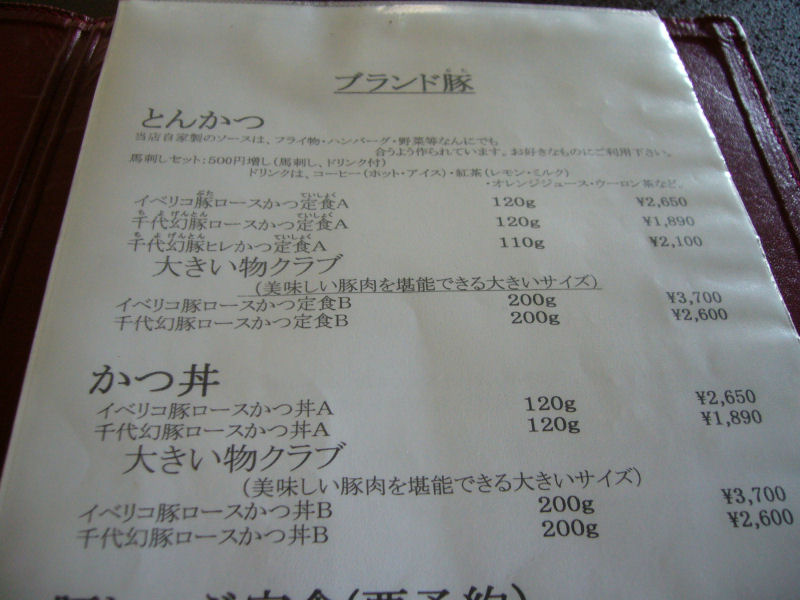 ブランド豚
とんかつ
当店自家製のソースは、フライ物・ハンバーグ・野菜等なんにでも
合うよう作られています。お好きなものにご利用下さい。
馬刺しセット:500円増し(馬刺し、ドリンク付)
ドリンクは、コーヒー(ホット・アイス)・紅茶(レモン・ミルク)
・オレンジジュース・ウーロン茶など。
イベリコ豚ロースかつ定食A 120g ¥2,650
千代幻豚ロースかつ定食A 120g ¥1,890
千代幻豚ヒレかつ定食A 110g ¥2,100
大きい物クラブ
(美味しい豚肉を堪能できる大きいサイズ)
イベリコ豚ロースかつ定食B 200g ¥3,700
千代幻豚ロースかつ定食B 200g ¥2,600
かつ丼
イベリコ豚ロースかつ丼A 120g ¥2,650
千代幻豚ロースかつ丼A 120g ¥1,890
大きい物クラブ
(美味しい豚肉を堪能できる大きいサイズ)
イベリコ豚ロースかつ丼B 200g ¥3,700
千代幻豚ロースかつ丼B 200g ¥2,600
定食(要予約)